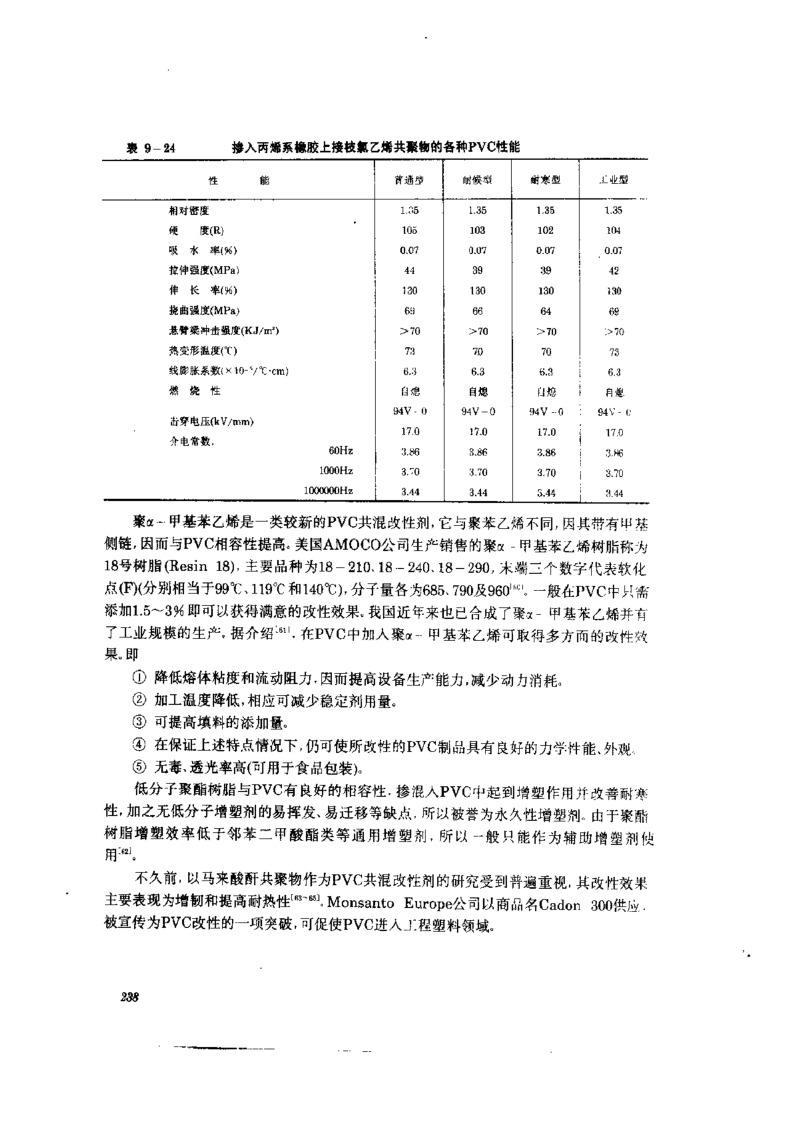 表 9-24 掺入丙烯系橡胶上接枝氯乙烯共聚物的各种PVC性能
性 能 普通型 耐候型 耐寒型 工业型
相对密度 1.35 1.35 1.35 1.35
硬 度(R) 105 103 102 104
吸 水 率(%) 0.07 0.07 0.07 0.07
拉伸强度(MPa) 44 39 39 42
伸 长 率(%) 130 130 130 130
挠曲强度(MPa) 69 66 64 69
悬臂梁冲击强度(KJ/m²) >70 >70 >70 >70
热变形温度(℃) 73 70 70 73
线膨胀系数(×10-⁵/℃·cm) 6.3 6.3 6.3 6.3
燃 烧 性 自熄 自熄 自熄 自熄
94V-0 94V-0 94V-0 94V-0
击穿电压(kV/mm) 17.0 17.0 17.0 17.0
介电常数.
60Hz 3.86 3.86 3.86 3.86
1000Hz 3.70 3.70 3.70 3.70
1000000Hz 3.44 3.44 3.44 3.44
聚α-甲基苯乙烯是一类较新的PVC共混改性剂,它与聚苯乙烯不同,因其带有甲基
侧链,因而与PVC相容性提高。美国AMOCO公司生产销售的聚α-甲基苯乙烯树脂称为
18号树脂(Resin 18),主要品种为18-210、18-240、18-290,末端三个数字代表软化
点(F)(分别相当于99℃、119℃和140℃),分子量各为685、790及960[60]。一般在PVC中只需
添加1.5~3%即可以获得满意的改性效果。我国近年来也已合成了聚α-甲基苯乙烯并有
了工业规模的生产。据介绍[61],在PVC中加入聚α-甲基苯乙烯可取得多方面的改性效
果。即
① 降低熔体粘度和流动阻力,因而提高设备生产能力,减少动力消耗。
② 加工温度降低,相应可减少稳定剂用量。
③ 可提高填料的添加量。
④ 在保证上述特点情况下,仍可使所改性的PVC制品具有良好的力学性能、外观。
⑤ 无毒、透光率高(可用于食品包装)。
低分子聚酯树脂与PVC有良好的相容性,掺混入PVC中起到增塑作用并改善耐寒
性,加之无低分子增塑剂的易挥发、易迁移等缺点,所以被誉为永久性增塑剂。由于聚酯
树脂增塑效率低于邻苯二甲酸酯类等通用增塑剂,所以一般只能作为辅助增塑剂使
用[62]。
不久前,以马来酸酐共聚物作为PVC共混改性剂的研究受到普遍重视,其改性效果
主要表现为增韧和提高耐热性[63~65]。Monsanto Europe公司以商品名Cadon 300供应,
被宣传为PVC改性的一项突破,可促使PVC进入工程塑料领域。
238